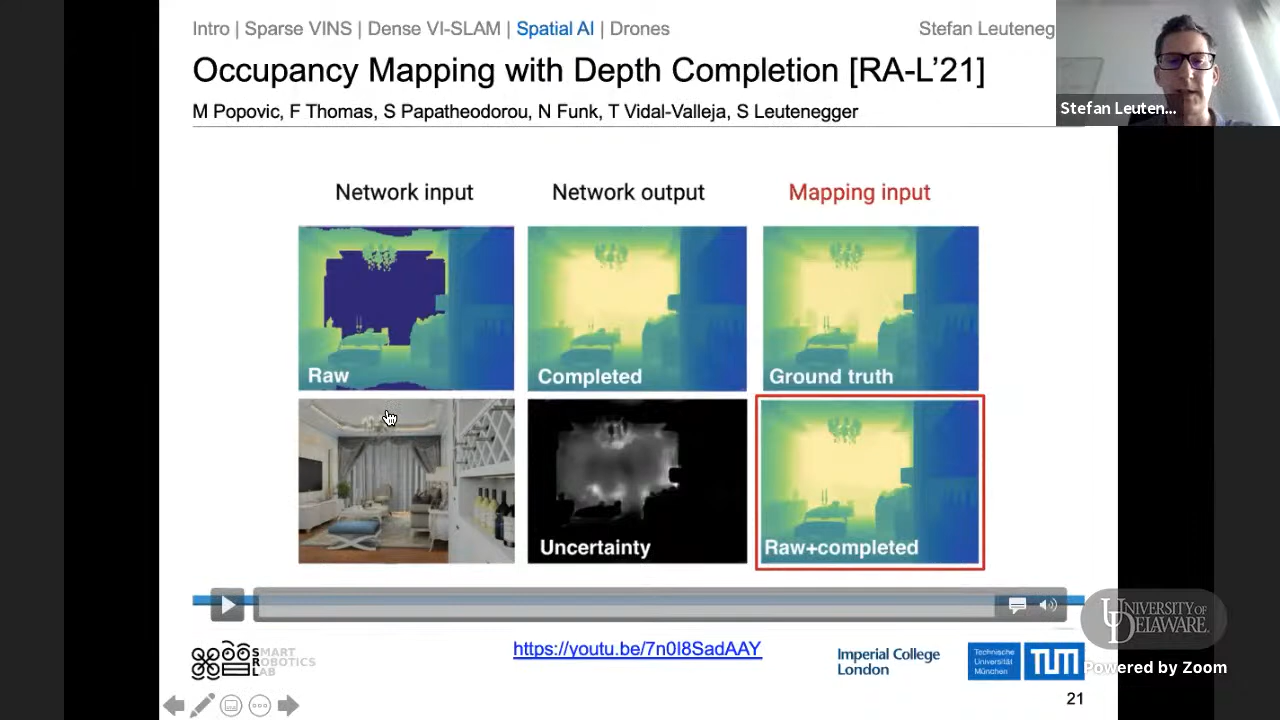 Intro | Sparse VINS | Dense VI-SLAM | Spatial AI | Drones
Stefan Leuteneg
Occupancy Mapping with Depth Completion [RA-L'21]
M Popovic, F Thomas, S Papatheodorou, N Funk, T Vidal-Valleja, S Leutenegger
Stefan Leuten...
Network input
Network output
Mapping input
Raw
Completed
Ground truth
Uncertainty
Raw+completed
SMART
ROBOTICS
LAB
https://youtu.be/7n0I8SadAAY
Imperial College
London
Technische
Universität
München
TUM
UNIVERSITY OF
DELAWARE.
Powered by Zoom
21